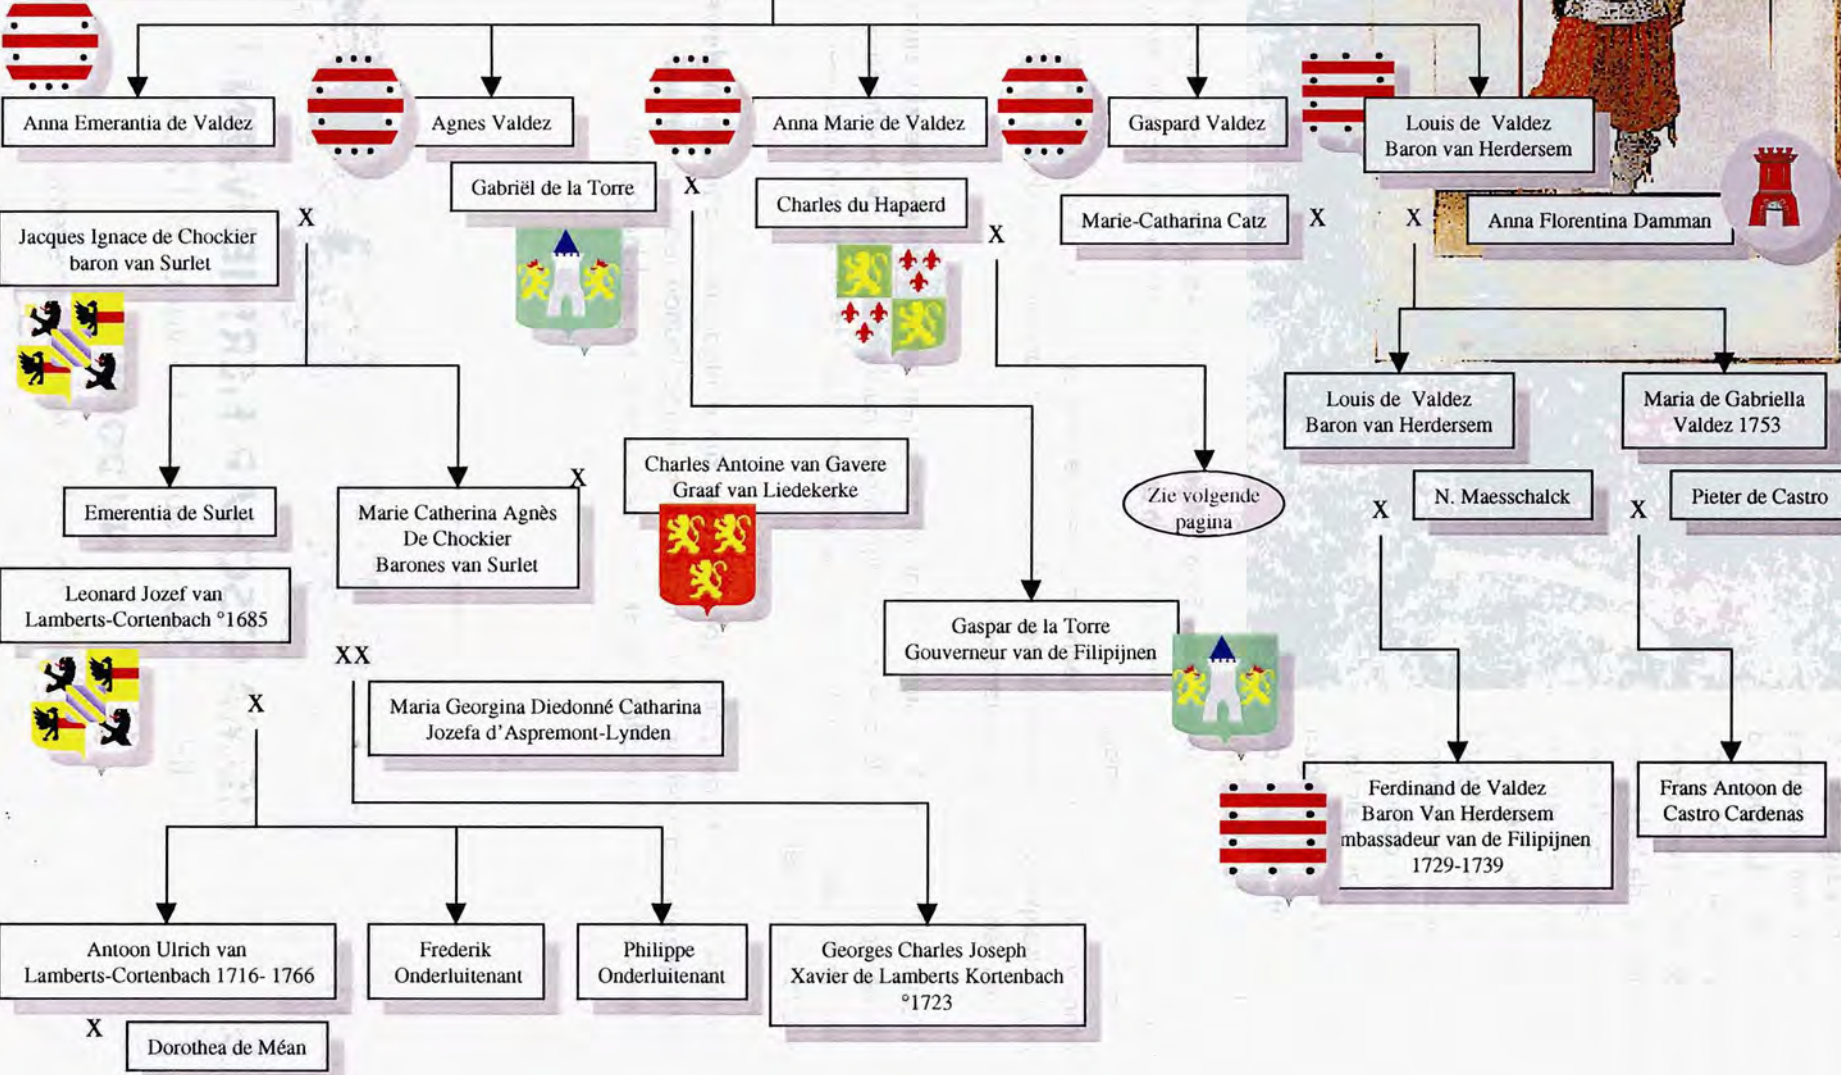 Anna Emerantia de Valdez
Agnes Valdez
Anna Marie de Valdez
Gaspard Valdez
Louis de Valdez
Baron van Herdersem
Jacques Ignace de Chockier
baron van Surlet
X
Gabriël de la Torre
X
Charles du Hapaerd
X
Marie-Catharina Catz
X
X
Anna Florentina Damman
Louis de Valdez
Baron van Herdersem
Maria de Gabriella
Valdez 1753
Emerentia de Surlet
Marie Catherina Agnès
De Chockier
Barones van Surlet
X
Charles Antoine van Gavere
Graaf van Liedekerke
Zie volgende
pagina
X
N. Maesschalck
X
Pieter de Castro
Leonard Jozef van
Lamberts-Cortenbach °1685
Gaspar de la Torre
Gouverneur van de Filipijnen
X
XX
Maria Georgina Diedonné Catharina
Jozefa d'Aspremont-Lynden
Ferdinand de Valdez
Baron Van Herdersem
mbassadeur van de Filipijnen
1729-1739
Frans Antoon de
Castro Cardenas
Antoon Ulrich van
Lamberts-Cortenbach 1716- 1766
Frederik
Onderluitenant
Philippe
Onderluitenant
Georges Charles Joseph
Xavier de Lamberts Kortenbach
°1723
X
Dorothea de Méan